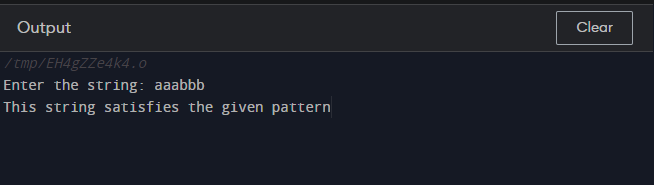 Output
Clear
/tmp/EH4gZZe4k4.o
Enter the string: aaabbb
This string satisfies the given pattern